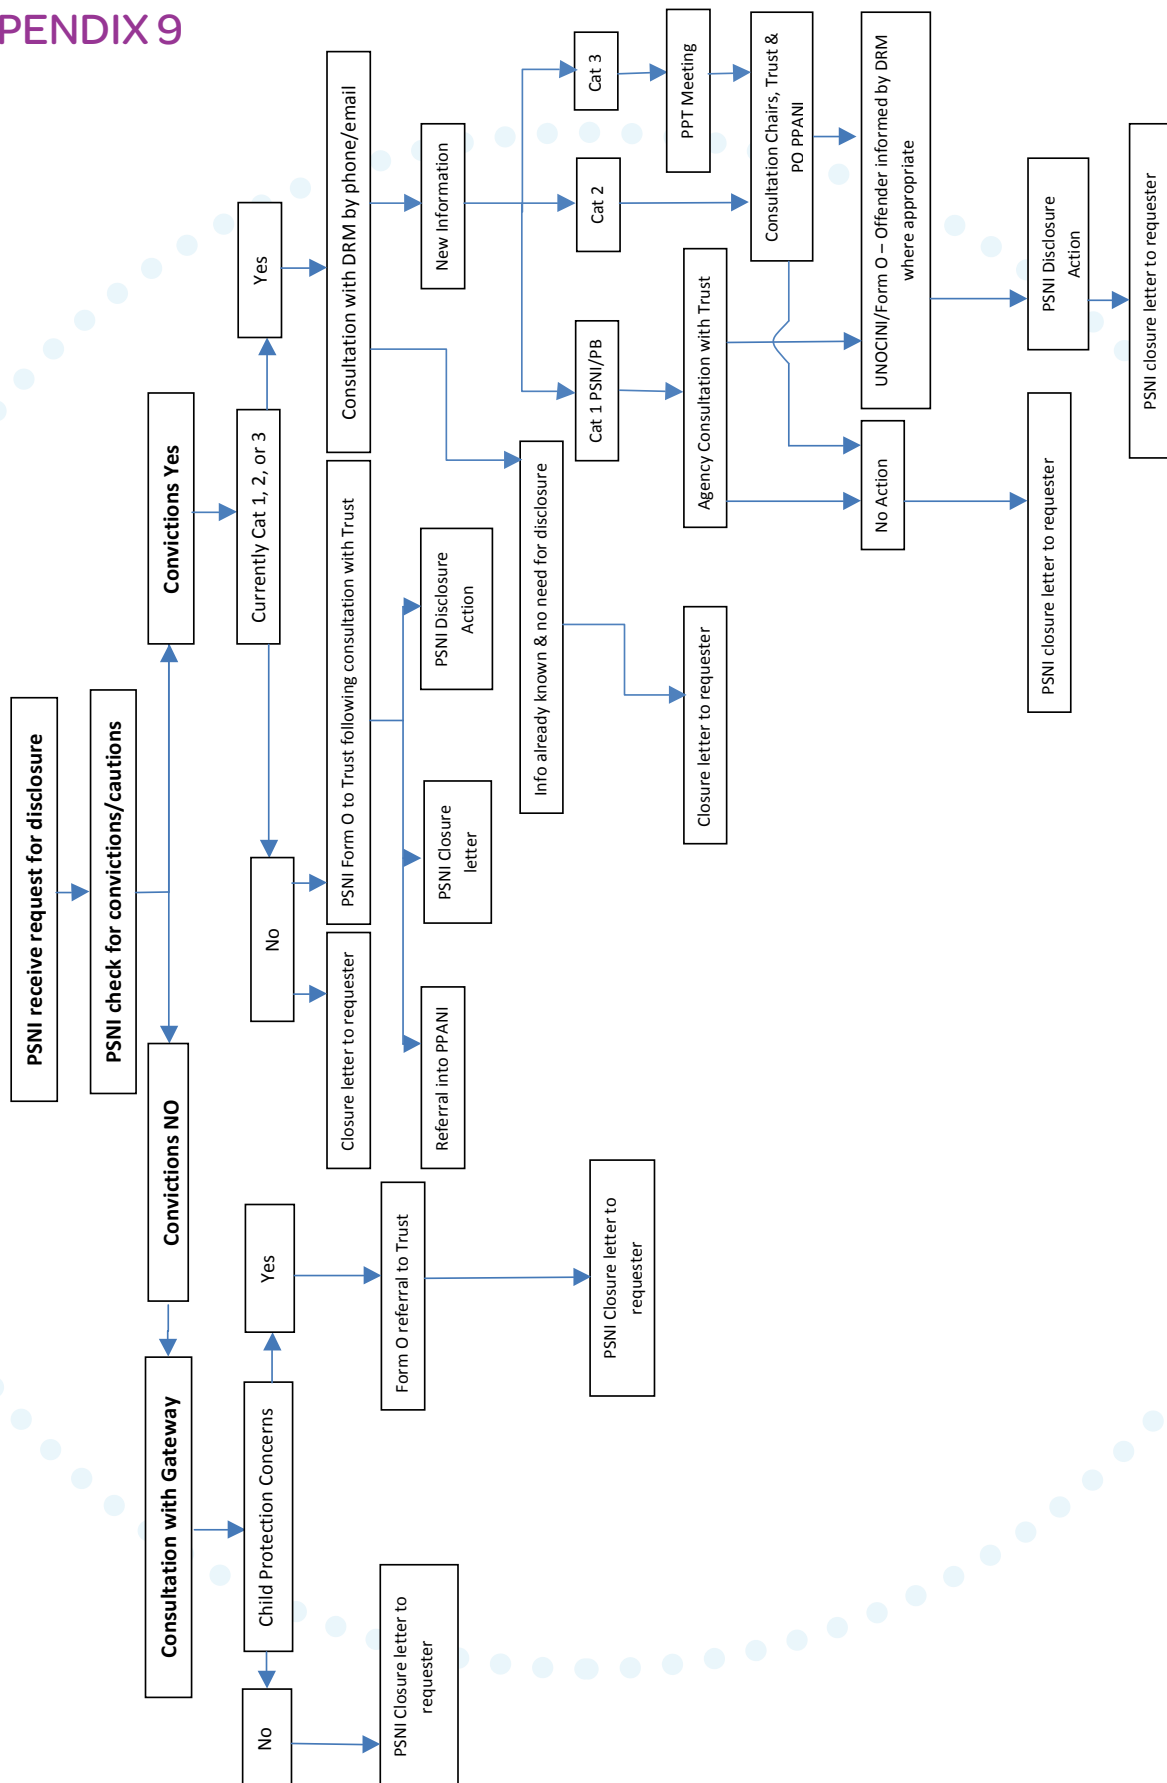 PENDIX 9
PSNI receive request for disclosure
PSNI check for convictions/cautions
Convictions NO
Convictions Yes
Consultation with Gateway
Child Protection Concerns
No
Yes
PSNI Closure letter to
requester
Form O referral to Trust
PSNI Closure letter to
requester
Currently Cat 1, 2, or 3
No
Yes
Closure letter to requester
PSNI Form O to Trust following consultation with Trust
Consultation with DRM by phone/email
Referral into PPANI
PSNI Closure
letter
PSNI Disclosure
Action
New Information
Info already known & no need for disclosure
Closure letter to requester
Cat 1 PSNI/PB
Cat 2
Cat 3
PPT Meeting
Agency Consultation with Trust
Consultation Chairs, Trust &
PO PPANI
No Action
UNOCINI/Form O – Offender informed by DRM
where appropriate
PSNI closure letter to requester
PSNI Disclosure
Action
PSNI closure letter to requester